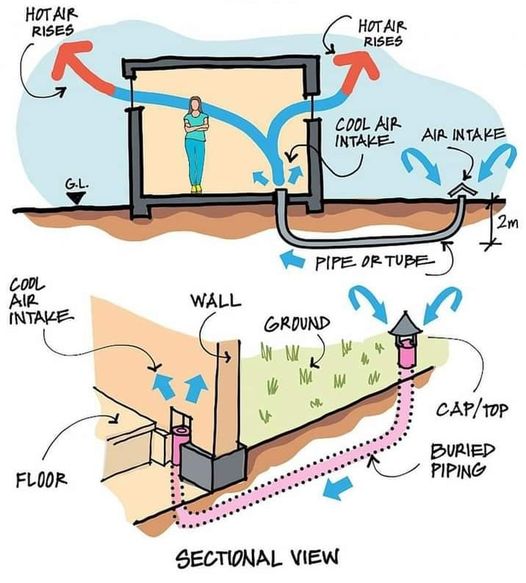 HOT AIR
RISES
HOT AIR
RISES
COOL AIR
INTAKE
AIR INTAKE
G.L.
2m
PIPE OR TUBE
COOL
AIR
INTAKE
WALL
GROUND
CAP/TOP
FLOOR
BURIED
PIPING
SECTIONAL VIEW